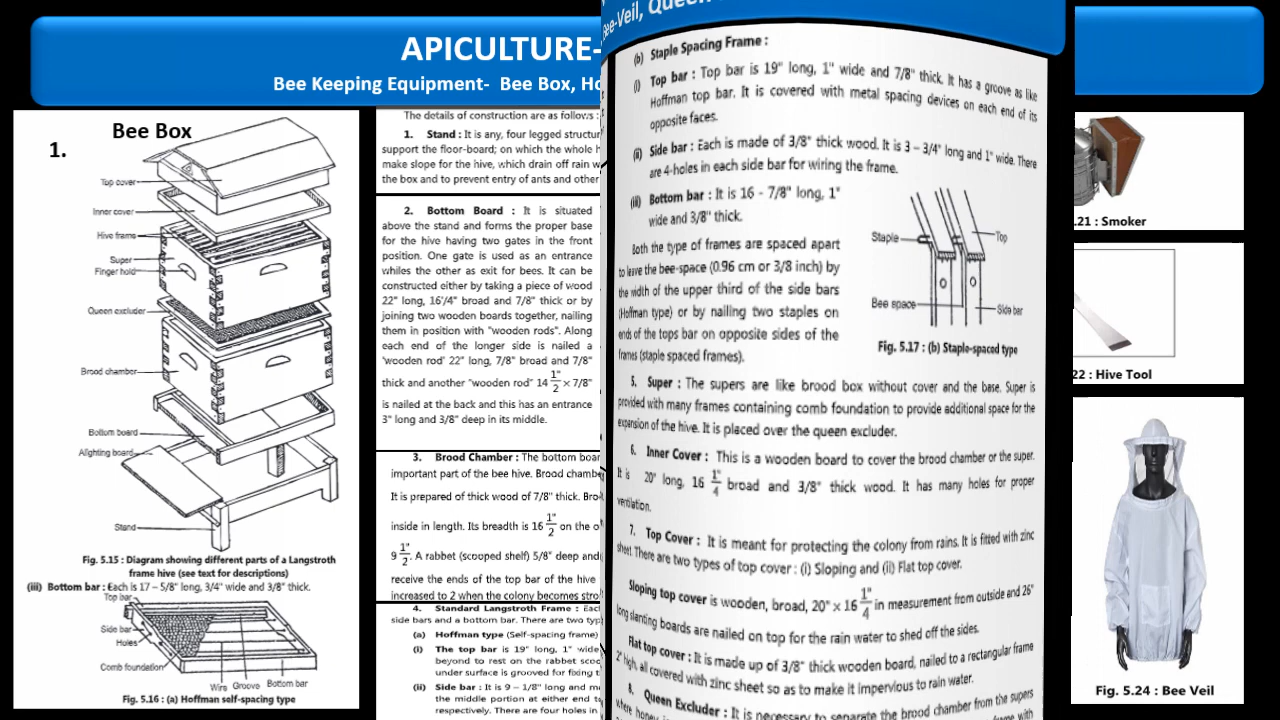 APICULTURE-
Bee Keeping Equipment- Bee Box,
Bee Box
1.
Top cover
Inner cover
Hive frame
Super
Finger hold
Queen excluder
Brood chamber
Bottom board
Alighting board
Stand
Fig. 5.15 : Diagram showing different parts of a Langstroth
frame hive (see text for descriptions)
(iii) Bottom bar : Each is 17 – 5/8" long, 3/4" wide and 3/8" thick.
Top bar
Side bar
Holes
Comb foundation
Wire Groove Bottom bar
Fig. 5.16 : (a) Hoffman self-spacing type
The details of construction are as follows :
1. Stand : It is any, four legged
support the floor-board; on which the whole
make slope for the hive, which drain off rain
the box and to prevent entry of ants and other
2. Bottom Board : It is situated
above the stand and forms the proper base
for the hive having two gates in the front
position. One gate is used as an entrance
whiles the other as exit for bees. It can be
constructed either by taking a piece of wood
22" long, 16'/4" broad and 7/8" thick or by
joining two wooden boards together, nailing
them in position with "wooden rods". Along
each end of the longer side is nailed a
'wooden rod' 22" long, 7/8" broad and 7/8"
thick and another "wooden rod" 14 1"/2 × 7/8"
is nailed at the back and this has an entrance
3" long and 3/8" deep in its middle.
3. Brood Chamber : The bottom
important part of the bee hive. Brood
It is prepared of thick wood of 7/8" thick.
inside in length. Its breadth is 16 1"/2 on the
9 1"/2. A rabbet (scooped shelf) 5/8" deep and
receive the ends of the top bar of the hive
increased to 2 when the colony becomes
4. Standard Langstroth Frame : Each
side bars and a bottom bar. There are two
(a) Hoffman type (Self-spacing frame)
(i) The top bar is 19" long, 1" wide
beyond to rest on the rabbet
under surface is grooved for fixing
(ii) Side bar : It is 9 – 1/8" long and
the middle portion at either end
respectively. There are four holes in
Bee-Veil, Queen
(b) Staple Spacing Frame :
(i) Top bar : Top bar is 19" long, 1" wide and 7/8" thick. It has a groove as like
Hoffman top bar. It is covered with metal spacing devices on each end of its
opposite faces.
(ii) Side bar : Each is made of 3/8" thick wood. It is 3 – 3/4" long and 1" wide. There
are 4-holes in each side bar for wiring the frame.
(iii) Bottom bar : It is 16 - 7/8" long, 1"
wide and 3/8" thick.
Both the type of frames are spaced apart
to leave the bee-space (0.96 cm or 3/8 inch) by
the width of the upper third of the side bars
(Hoffman type) or by nailing two staples on
ends of the tops bar on opposite sides of the
frames (staple spaced frames).
Staple
Top
Bee space
Side bar
Fig. 5.17 : (b) Staple-spaced type
5. Super : The supers are like brood box without cover and the base. Super is
provided with many frames containing comb foundation to provide additional space for the
expansion of the hive. It is placed over the queen excluder.
6. Inner Cover : This is a wooden board to cover the brood chamber or the super.
It is 20" long, 16 1"/4 broad and 3/8" thick wood. It has many holes for proper
ventilation.
7. Top Cover : It is meant for protecting the colony from rains. It is fitted with zinc
sheet. There are two types of top cover : (i) Sloping and (ii) Flat top cover.
Sloping top cover is wooden, broad, 20" × 16 1"/4 in measurement from outside and 26"
long slanting boards are nailed on top for the rain water to shed off the sides.
Flat top cover : It is made up of 3/8" thick wooden board, nailed to a rectangular frame
2" high, all covered with zinc sheet so as to make it impervious to rain water.
8. Queen Excluder : It is necessary to separate the brood chamber from the supers
where honey
.21 : Smoker
22 : Hive Tool
Fig. 5.24 : Bee Veil